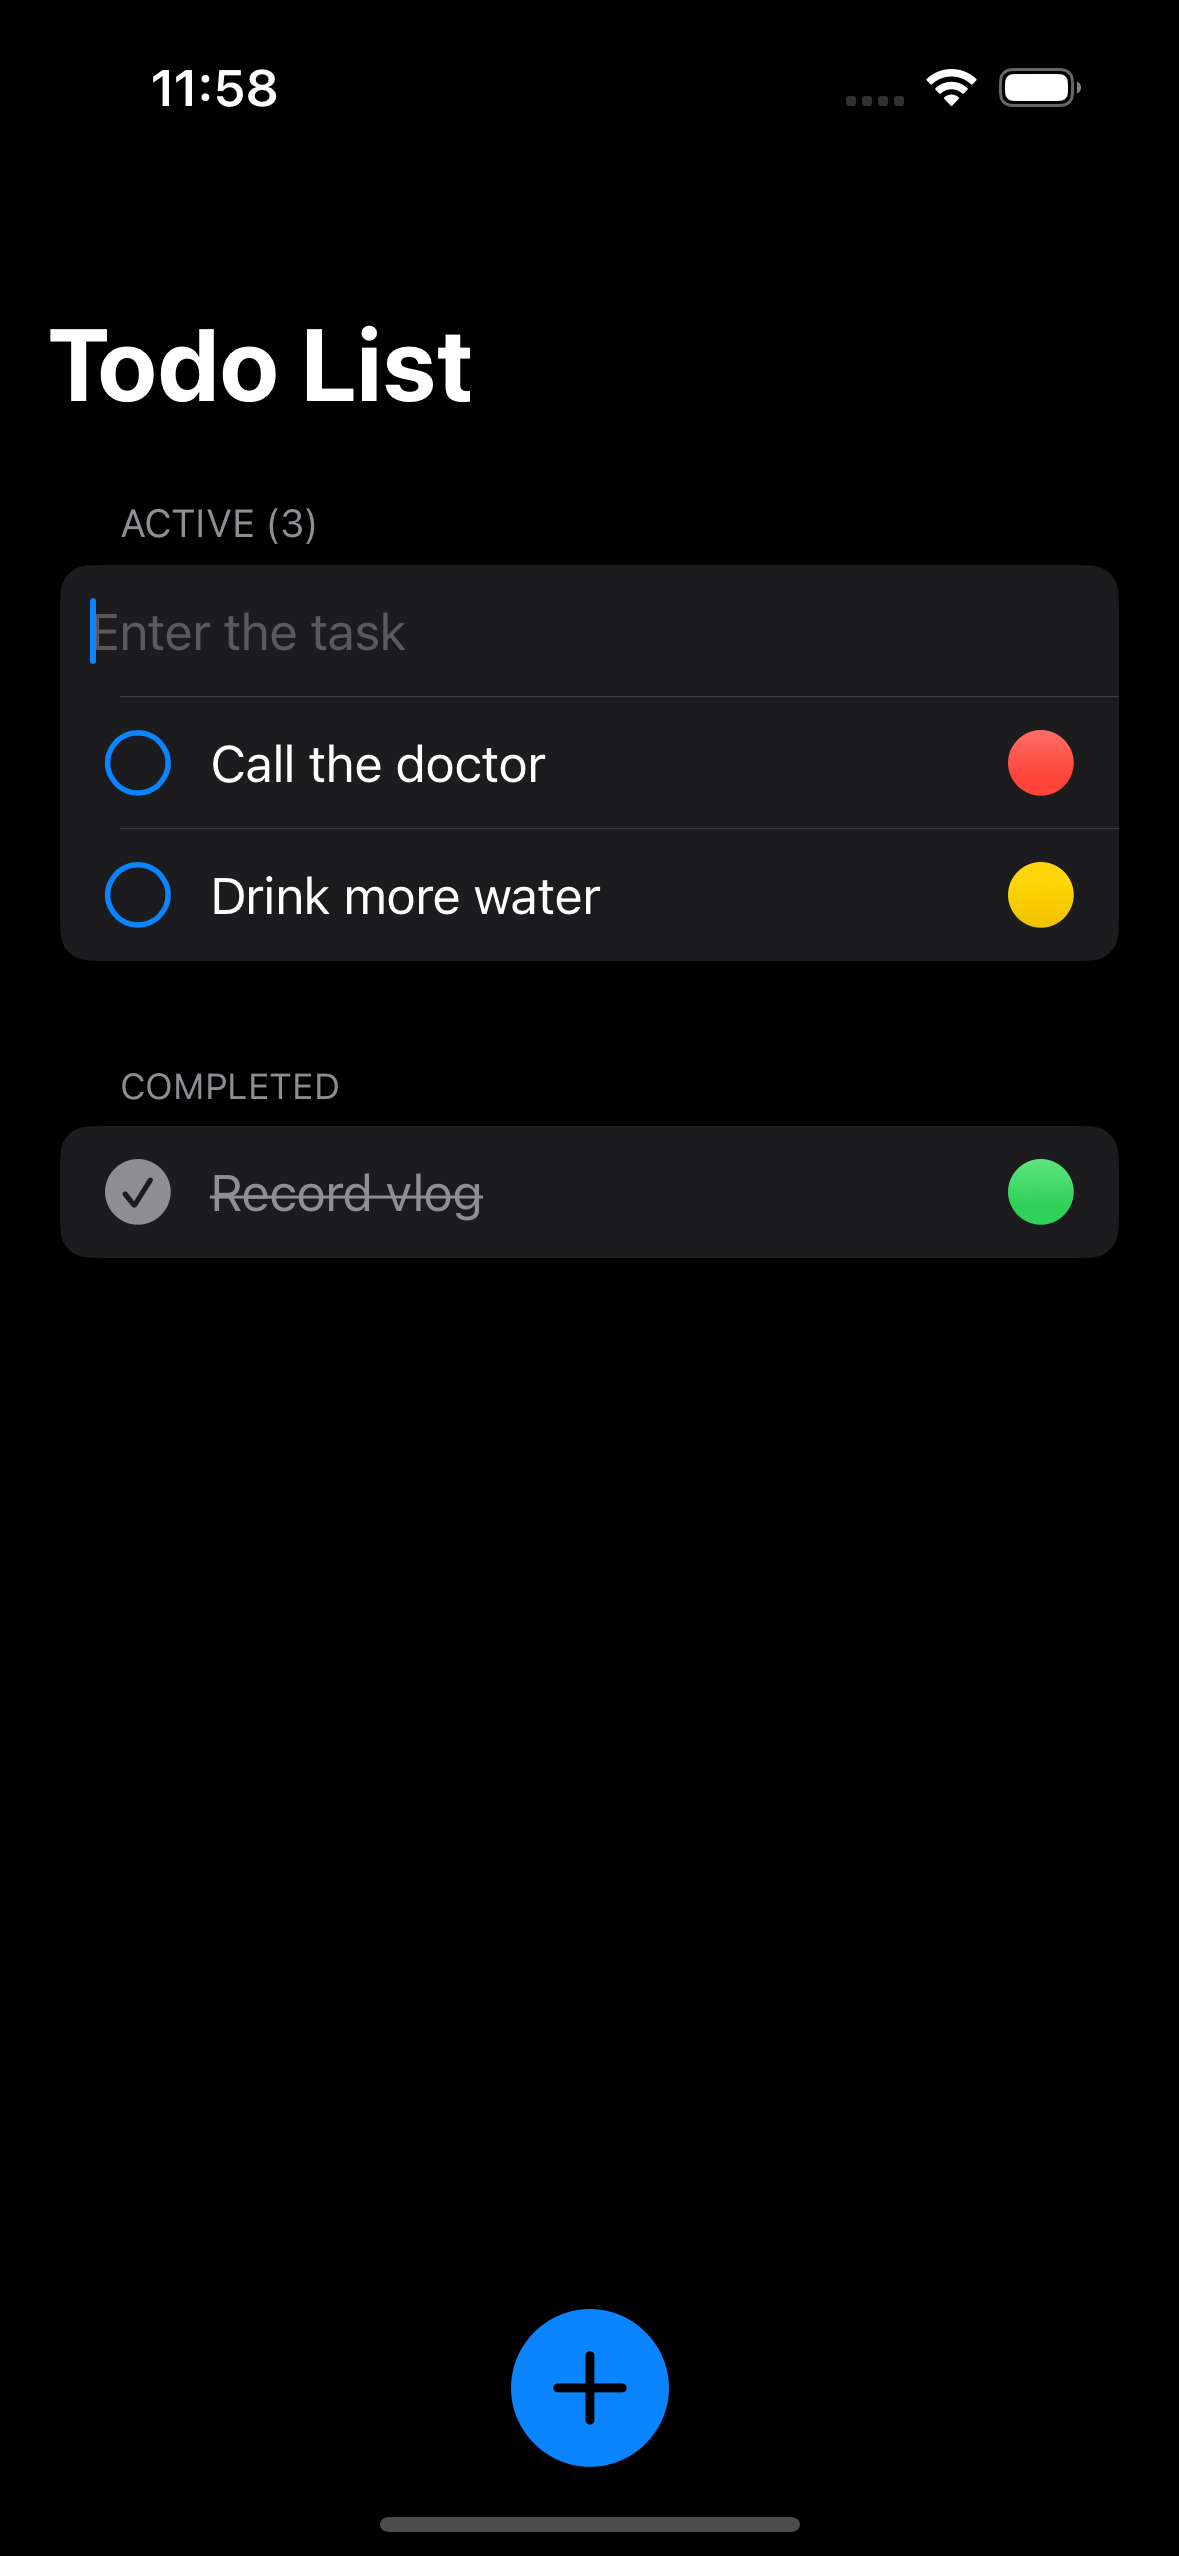 11:58
Todo List
ACTIVE (3)
Enter the task
Call the doctor
Drink more water
COMPLETED
Record vlog